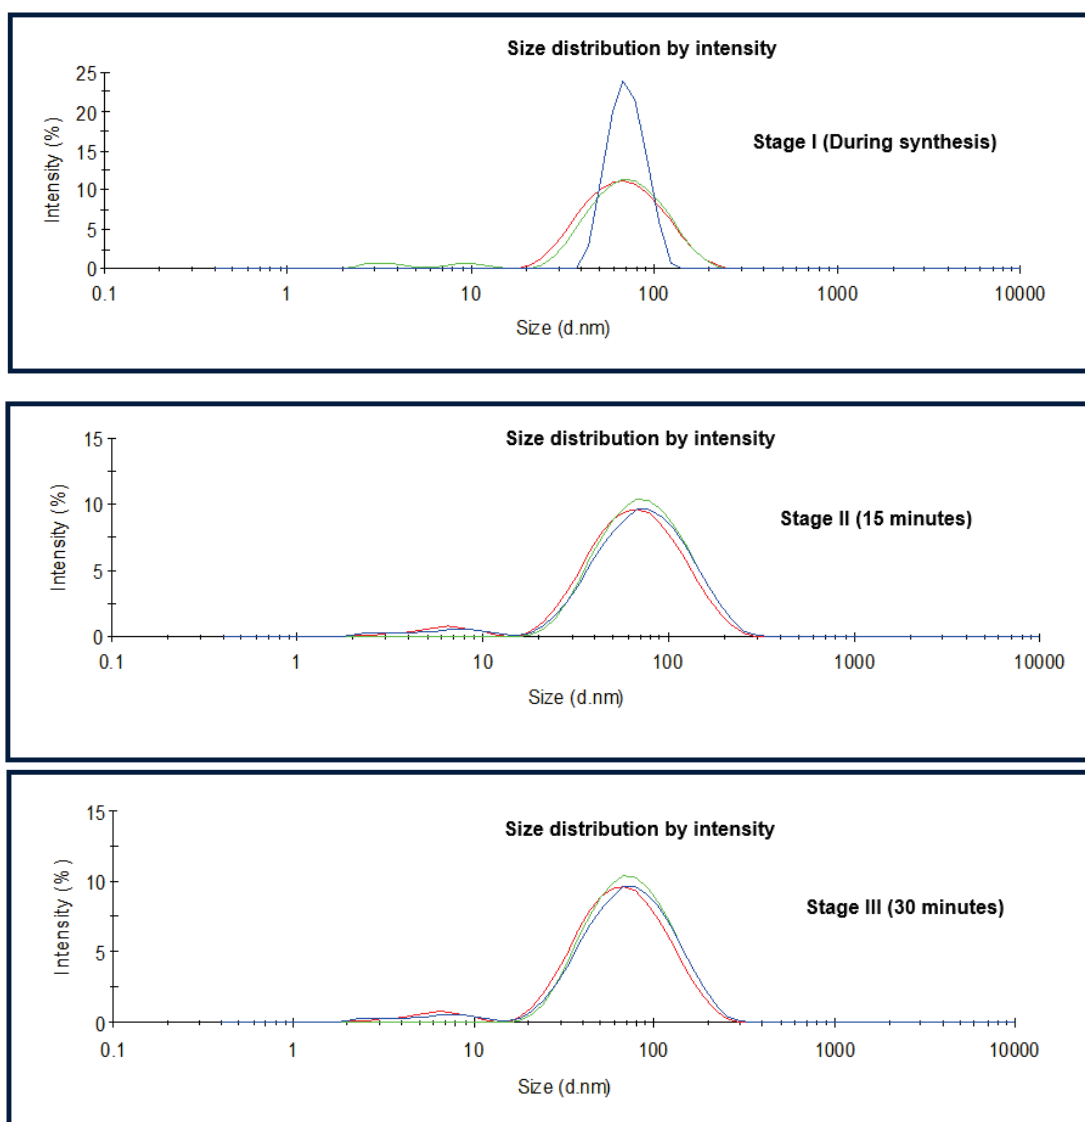 Size distribution by intensity
25
20
15
10
5
0
Intensity (%)
Stage I (During synthesis)
0.1 1 10 100 1000 10000
Size (d.nm)
Size distribution by intensity
15
10
5
0
Intensity (%)
Stage II (15 minutes)
0.1 1 10 100 1000 10000
Size (d.nm)
Size distribution by intensity
15
10
5
0
Intensity (%)
Stage III (30 minutes)
0.1 1 10 100 1000 10000
Size (d.nm)